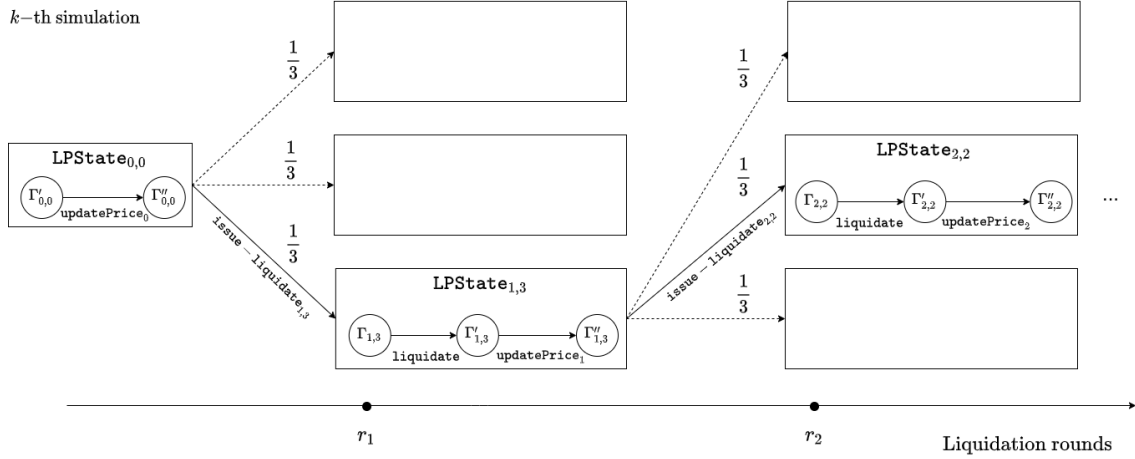 k−th simulation
1/3
1/3
1/3
1/3
LPState₀,₀
Γ′₀,₀
Γ″₀,₀
updatePrice₀
1/3
issue−liquidate₁,₃
1/3
LPState₂,₂
Γ₂,₂
Γ′₂,₂
Γ″₂,₂
liquidate
updatePrice₂
...
issue−liquidate₂,₂
LPState₁,₃
Γ₁,₃
Γ′₁,₃
Γ″₁,₃
liquidate
updatePrice₁
r₁
r₂
Liquidation rounds